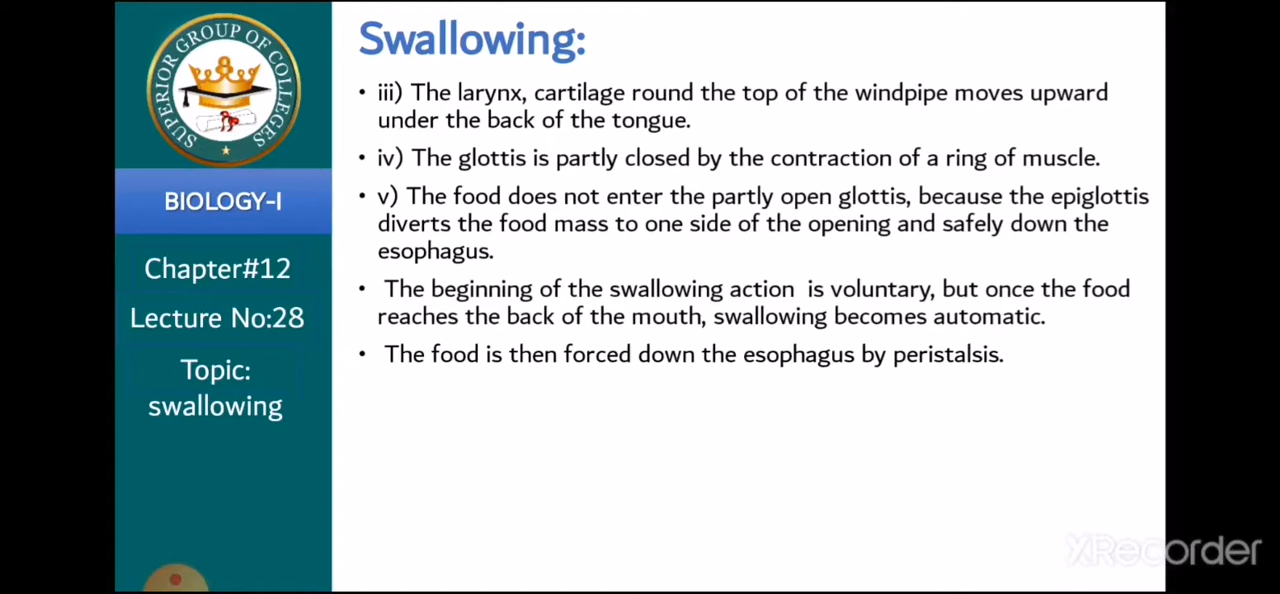 SUPERIOR GROUP OF COLLEGES
BIOLOGY-I
Chapter#12
Lecture No:28
Topic:
swallowing
Swallowing:
• iii) The larynx, cartilage round the top of the windpipe moves upward
under the back of the tongue.
• iv) The glottis is partly closed by the contraction of a ring of muscle.
• v) The food does not enter the partly open glottis, because the epiglottis
diverts the food mass to one side of the opening and safely down the
esophagus.
• The beginning of the swallowing action is voluntary, but once the food
reaches the back of the mouth, swallowing becomes automatic.
• The food is then forced down the esophagus by peristalsis.
XRecorder